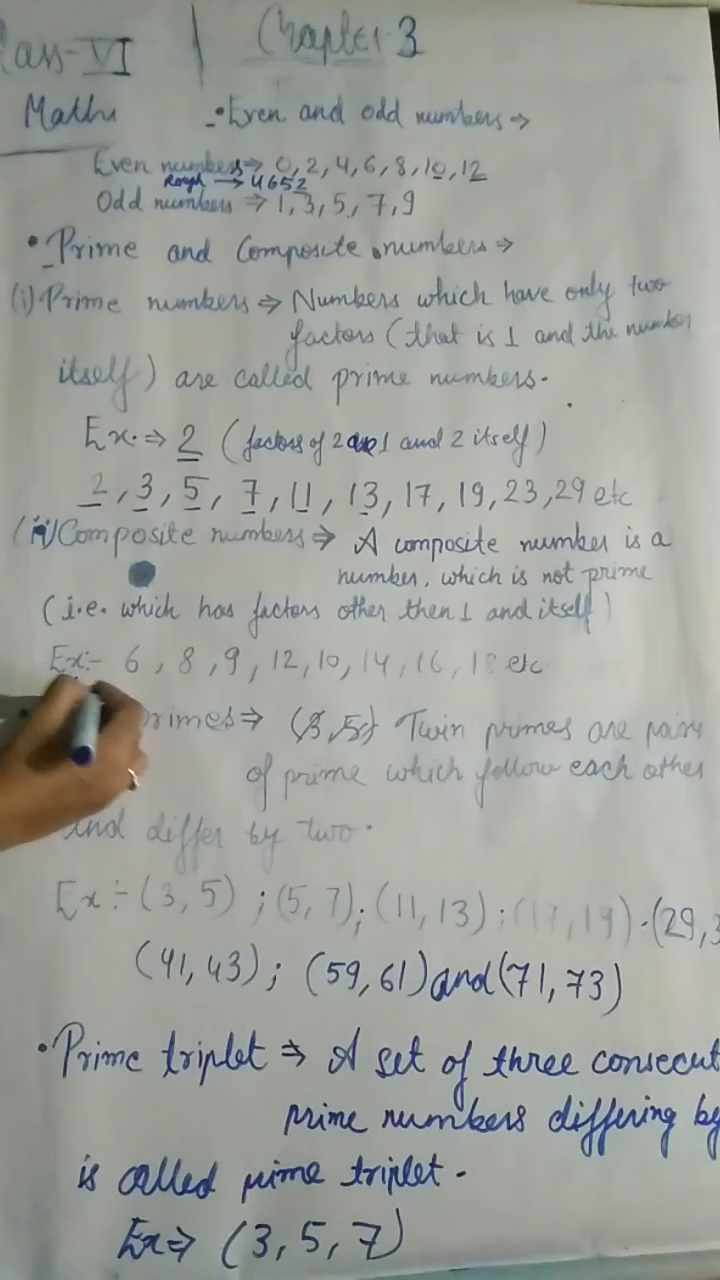 Class-VI | Chapter 3
Maths
• Even and odd numbers ⇒
Even numbers ⇒ 0, 2, 4, 6, 8, 10, 12
Rough → 4652
Odd numbers ⇒ 1, 3, 5, 7, 9
• Prime and Composite numbers ⇒
(i) Prime numbers ⇒ Numbers which have only two
factors (that is 1 and the number
itself) are called prime numbers.
Ex. ⇒ 2 (factors of 2 are 1 and 2 itself)
2, 3, 5, 7, 11, 13, 17, 19, 23, 29 etc
(ii) Composite numbers ⇒ A composite number is a
number, which is not prime
(i.e. which has factors other then 1 and itself)
Ex:- 6, 8, 9, 12, 10, 14, 16, etc
rimes ⇒ (3,5) Twin primes are pairs
of prime which follow each other
and differ by two.
Ex ÷ (3, 5) ; (5, 7); (11, 13) ; (17, 19) . (29, 3
(41, 43) ; (59, 61) and (71, 73)
• Prime triplet ⇒ A set of three consecut
prime numbers differing by
is called prime triplet.
Ex ⇒ (3, 5, 7)